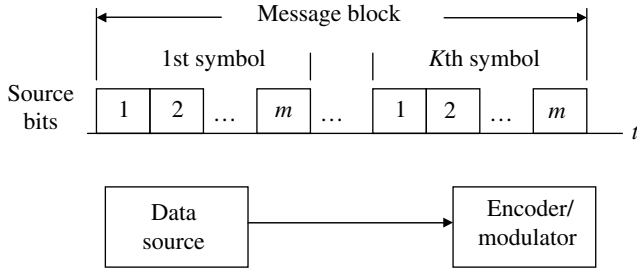 Message block
1st symbol
Kth symbol
Source bits
1 2 … m … 1 2 … m
t
Data source
Encoder/ modulator